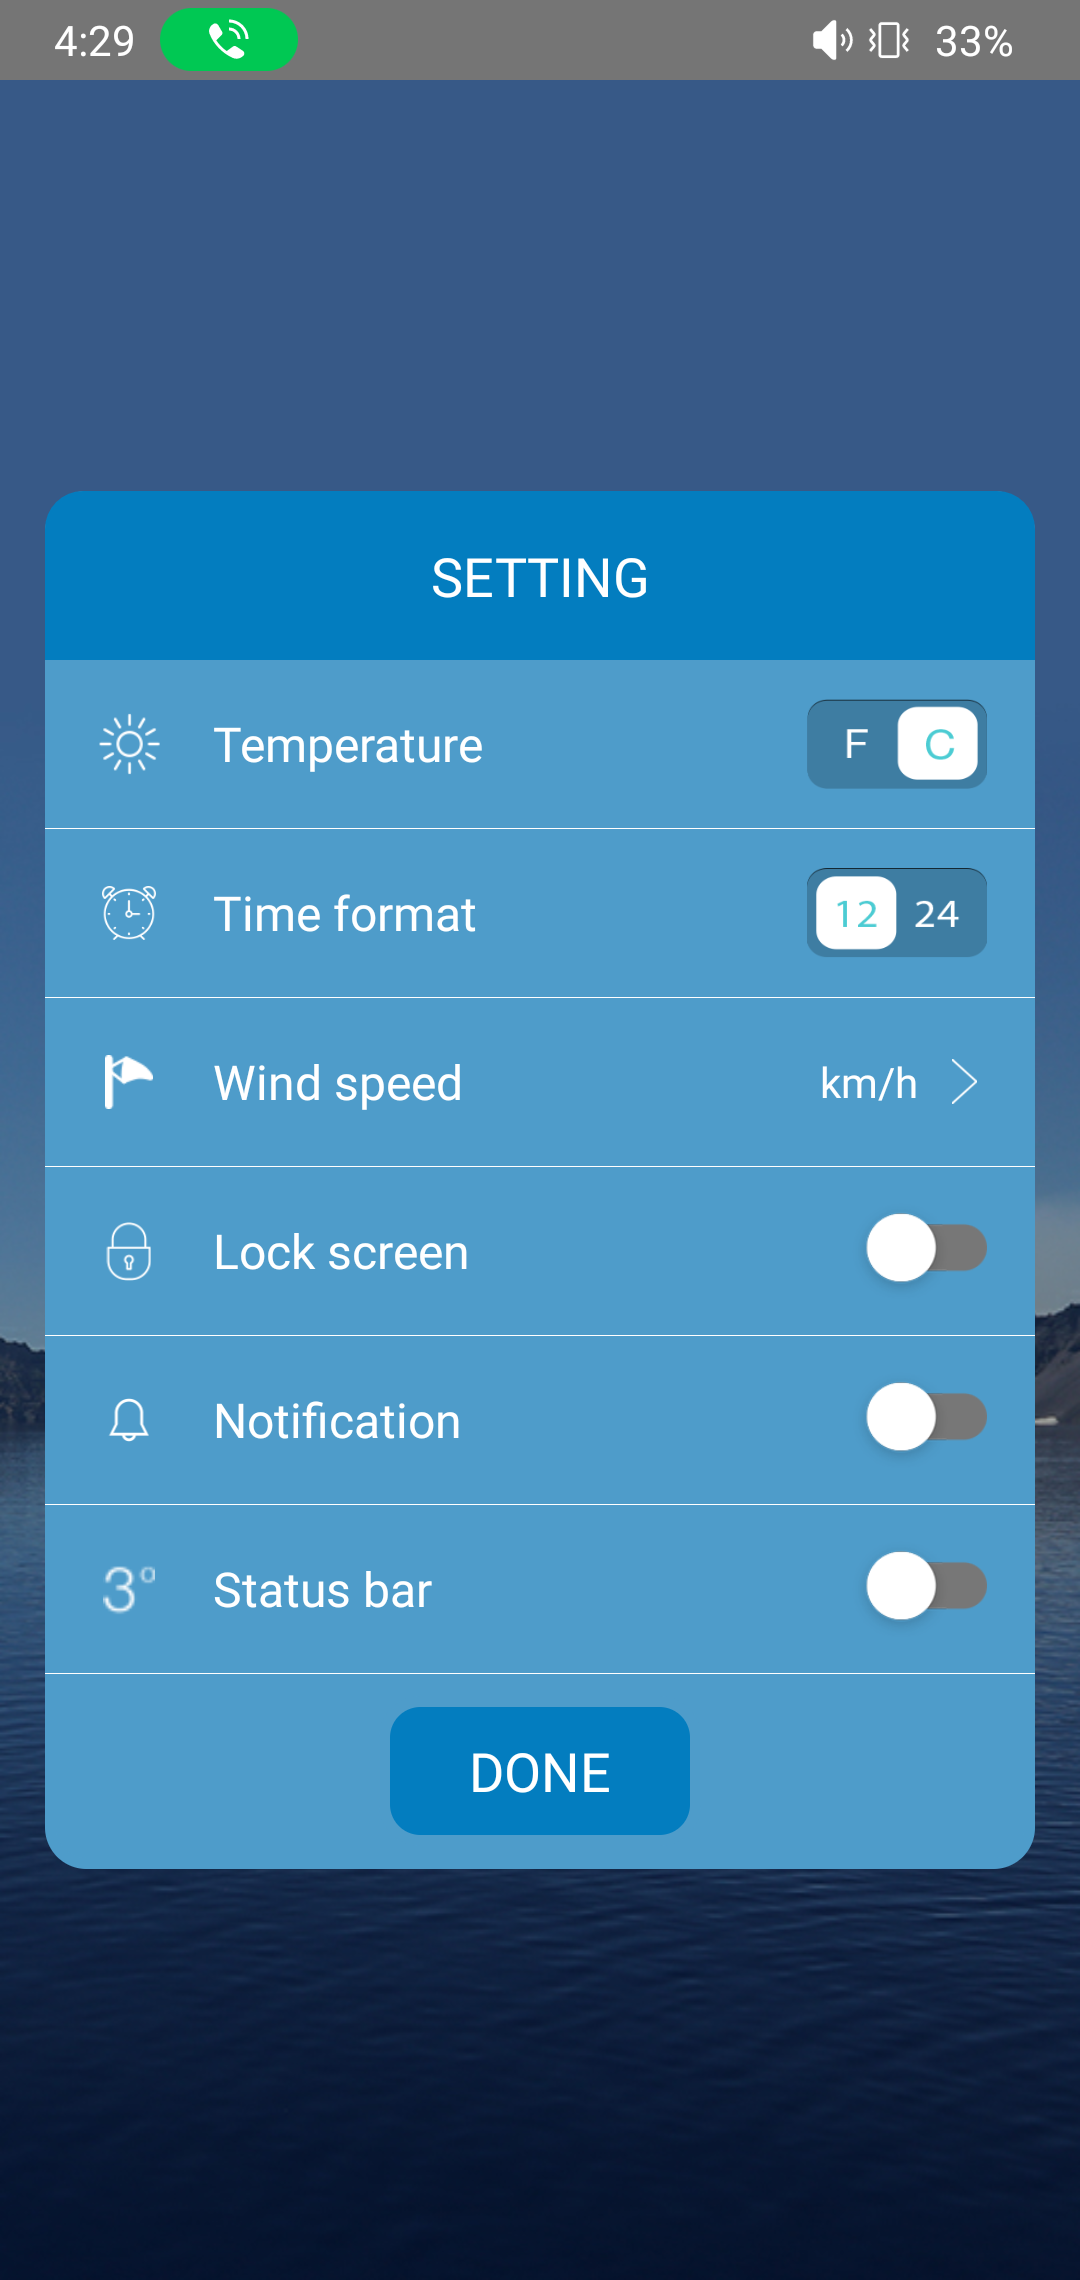 4:29 33%
SETTING
Temperature F C
Time format 12 24
Wind speed km/h
Lock screen
Notification
3° Status bar
DONE